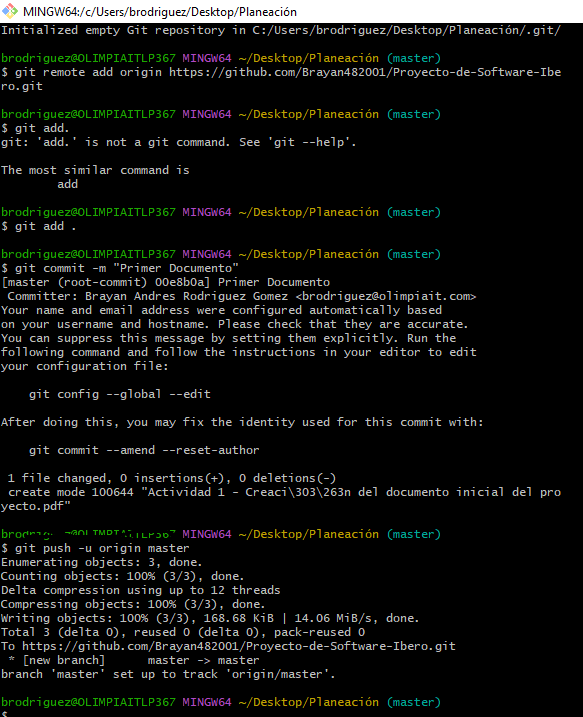 MINGW64:/c/Users/brodriguez/Desktop/Planeación
Initialized empty Git repository in C:/Users/brodriguez/Desktop/Planeación/.git/
brodriguez@OLIMPIAITLP367 MINGW64 ~/Desktop/Planeación (master)
$ git remote add origin https://github.com/Brayan482001/Proyecto-de-Software-Ibe
ro.git
brodriguez@OLIMPIAITLP367 MINGW64 ~/Desktop/Planeación (master)
$ git add.
git: 'add.' is not a git command. See 'git --help'.
The most similar command is
add
brodriguez@OLIMPIAITLP367 MINGW64 ~/Desktop/Planeación (master)
$ git add .
brodriguez@OLIMPIAITLP367 MINGW64 ~/Desktop/Planeación (master)
$ git commit -m "Primer Documento"
[master (root-commit) 00e8b0a] Primer Documento
Committer: Brayan Andres Rodriguez Gomez <brodriguez@olimpiait.com>
Your name and email address were configured automatically based
on your username and hostname. Please check that they are accurate.
You can suppress this message by setting them explicitly. Run the
following command and follow the instructions in your editor to edit
your configuration file:
git config --global --edit
After doing this, you may fix the identity used for this commit with:
git commit --amend --reset-author
1 file changed, 0 insertions(+), 0 deletions(-)
create mode 100644 "Actividad 1 - Creaci\303\263n del documento inicial del pro
yecto.pdf"
brodriguez@OLIMPIAITLP367 MINGW64 ~/Desktop/Planeación (master)
$ git push -u origin master
Enumerating objects: 3, done.
Counting objects: 100% (3/3), done.
Delta compression using up to 12 threads
Compressing objects: 100% (3/3), done.
Writing objects: 100% (3/3), 168.68 KiB | 14.06 MiB/s, done.
Total 3 (delta 0), reused 0 (delta 0), pack-reused 0
To https://github.com/Brayan482001/Proyecto-de-Software-Ibero.git
* [new branch] master -> master
branch 'master' set up to track 'origin/master'.
brodriguez@OLIMPIAITLP367 MINGW64 ~/Desktop/Planeación (master)
$